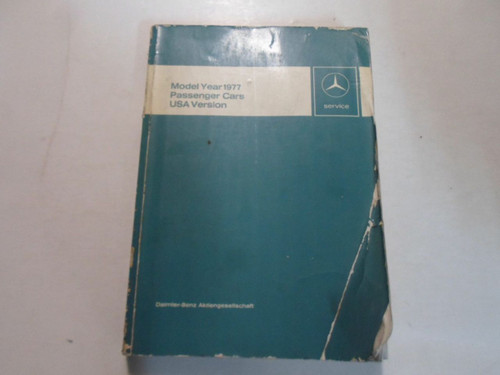 Model Year 1977
Passenger Cars
USA Version
service
Daimler-Benz Aktiengesellschaft